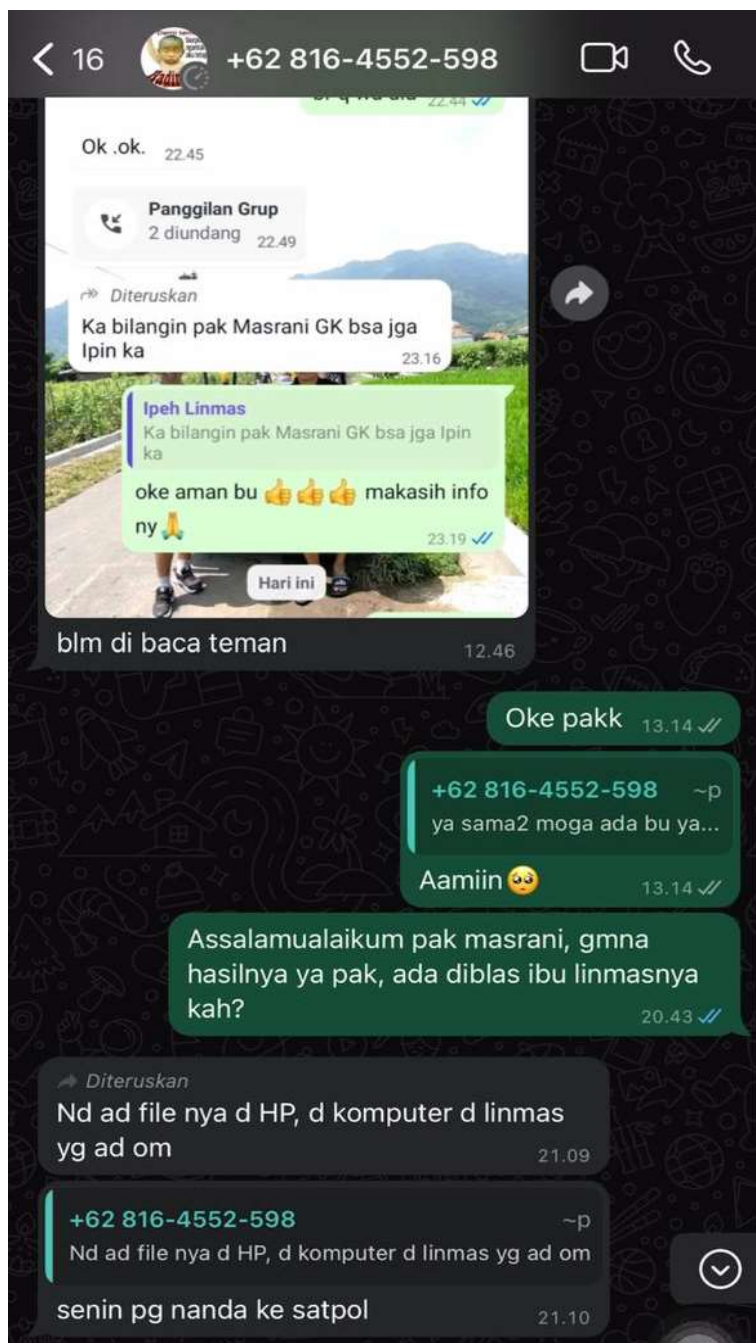 16
+62 816-4552-598
22.44
Ok .ok. 22.45
Panggilan Grup
2 diundang 22.49
Diteruskan
Ka bilangin pak Masrani GK bsa jga
Ipin ka 23.16
Ipeh Linmas
Ka bilangin pak Masrani GK bsa jga Ipin
ka
oke aman bu 👍👍👍 makasih info
ny🙏 23.19
Hari ini
blm di baca teman 12.46
Oke pakk 13.14
+62 816-4552-598 ~p
ya sama2 moga ada bu ya...
Aamiin🥺 13.14
Assalamualaikum pak masrani, gmna
hasilnya ya pak, ada diblas ibu linmasnya
kah? 20.43
Diteruskan
Nd ad file nya d HP, d komputer d linmas
yg ad om 21.09
+62 816-4552-598 ~p
Nd ad file nya d HP, d komputer d linmas yg ad om
senin pg nanda ke satpol 21.10